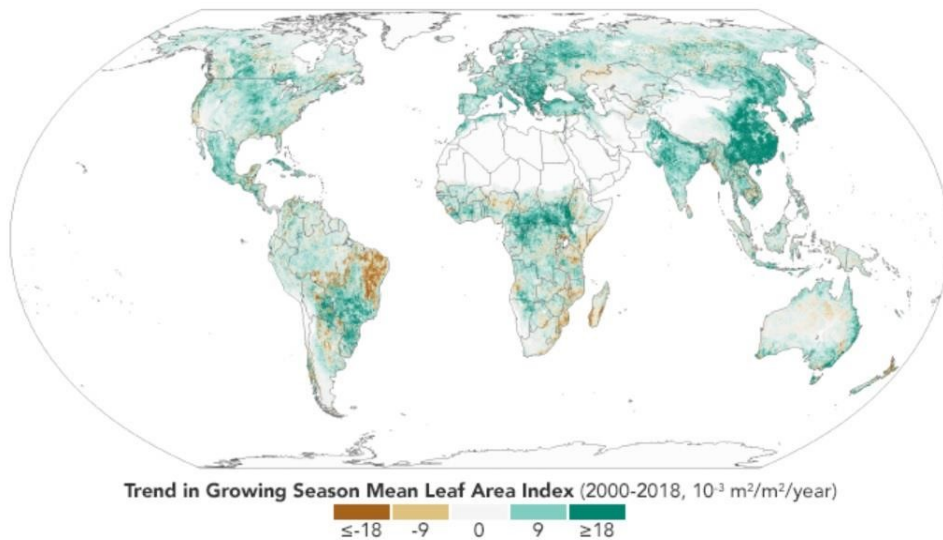 Trend in Growing Season Mean Leaf Area Index (2000-2018, 10⁻³ m²/m²/year)
≤-18 -9 0 9 ≥18